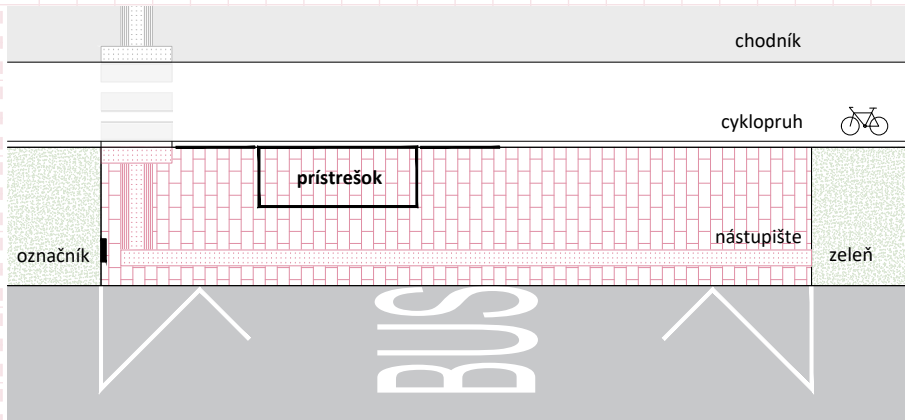 chodník
cyklopruh
prístrešok
nástupište
označník
zeleň
BUS